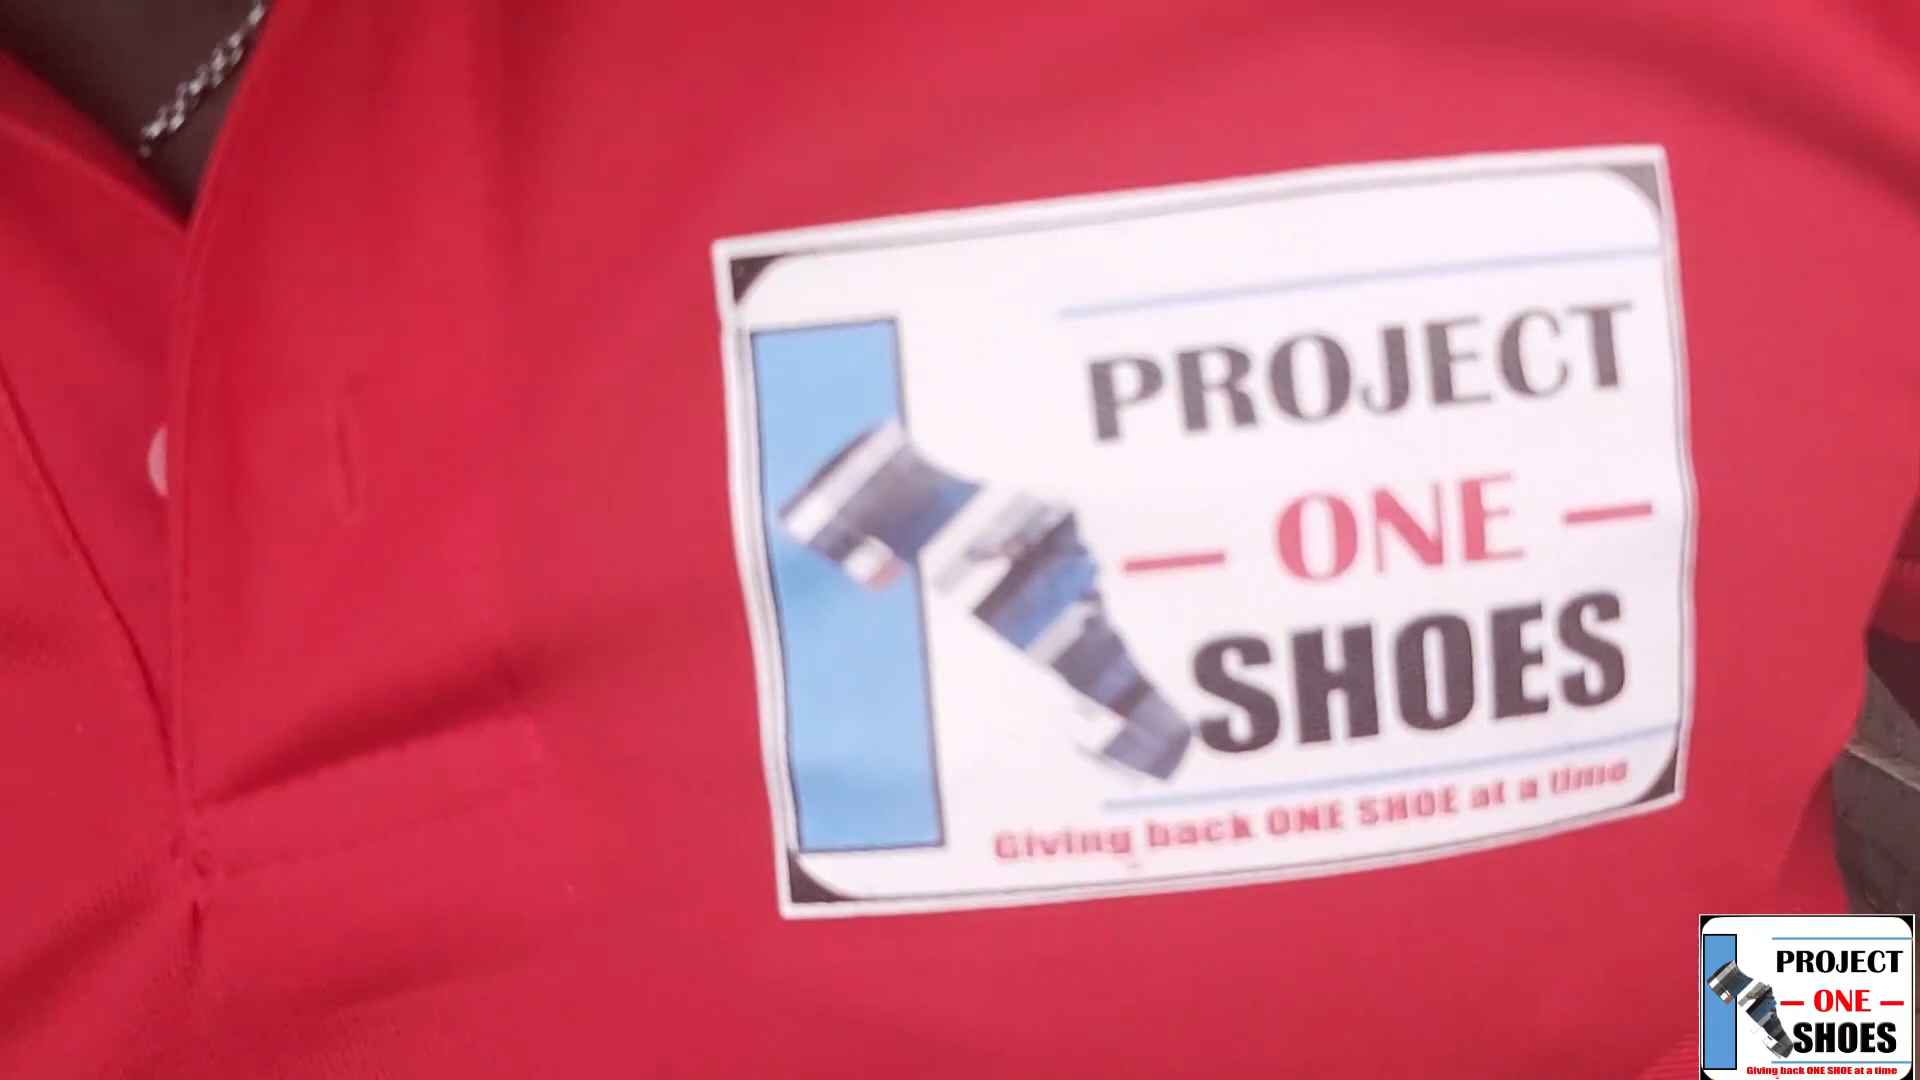 PROJECT
— ONE —
SHOES
Giving back ONE SHOE at a time
PROJECT
— ONE —
SHOES
Giving back ONE SHOE at a time